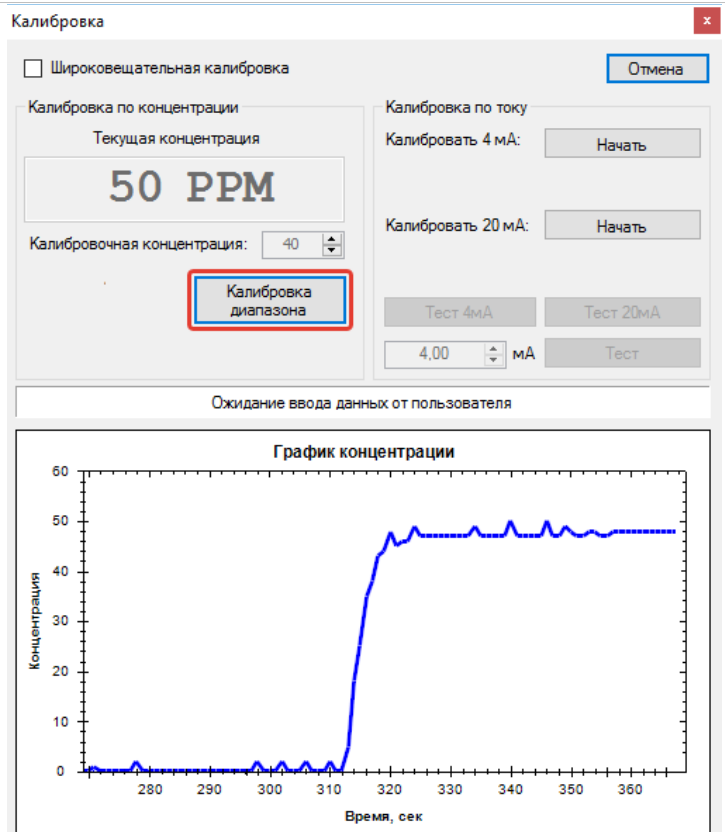 Калибровка
x
Широковещательная калибровка
Отмена
Калибровка по концентрации
Текущая концентрация
50 PPM
Калибровочная концентрация: 40
Калибровка
диапазона
Калибровка по току
Калибровать 4 мА: Начать
Калибровать 20 мА: Начать
Тест 4мА Тест 20мА
4,00 мА Тест
Ожидание ввода данных от пользователя
График концентрации
Концентрация
60
50
40
30
20
10
0
280 290 300 310 320 330 340 350 360
Время, сек